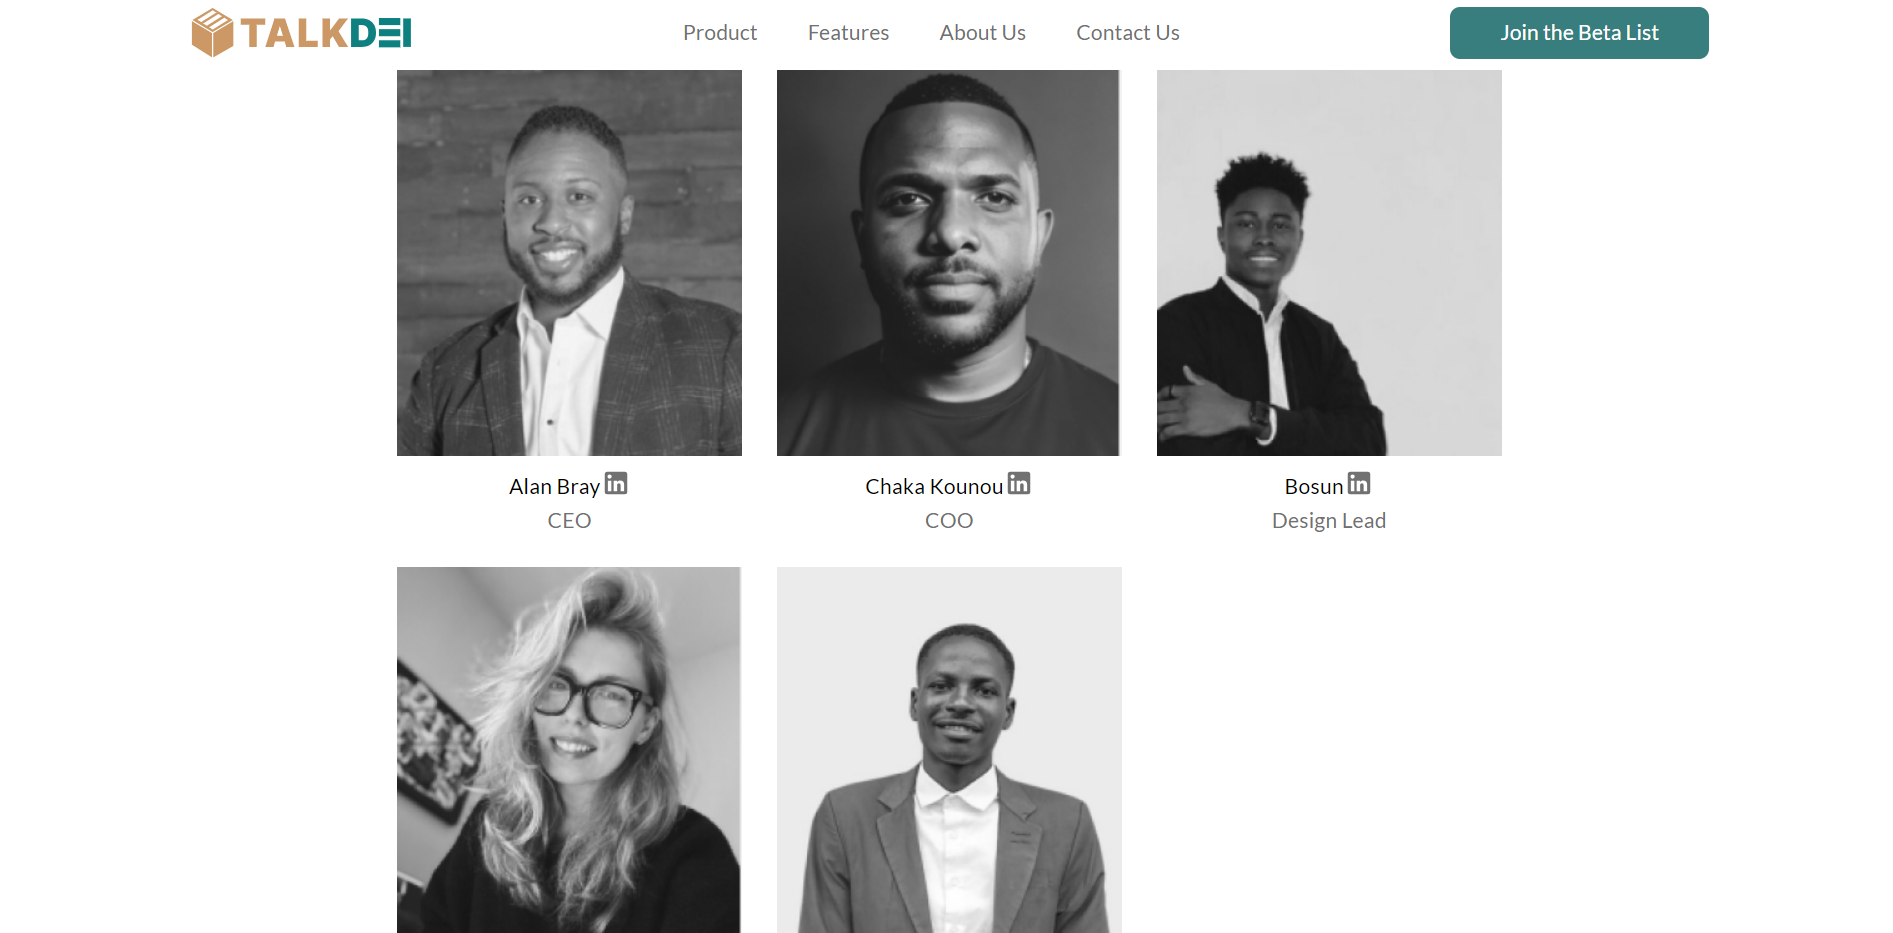 TALKDEI
Product
Features
About Us
Contact Us
Join the Beta List
Alan Bray in
CEO
Chaka Kounou in
COO
Bosun in
Design Lead